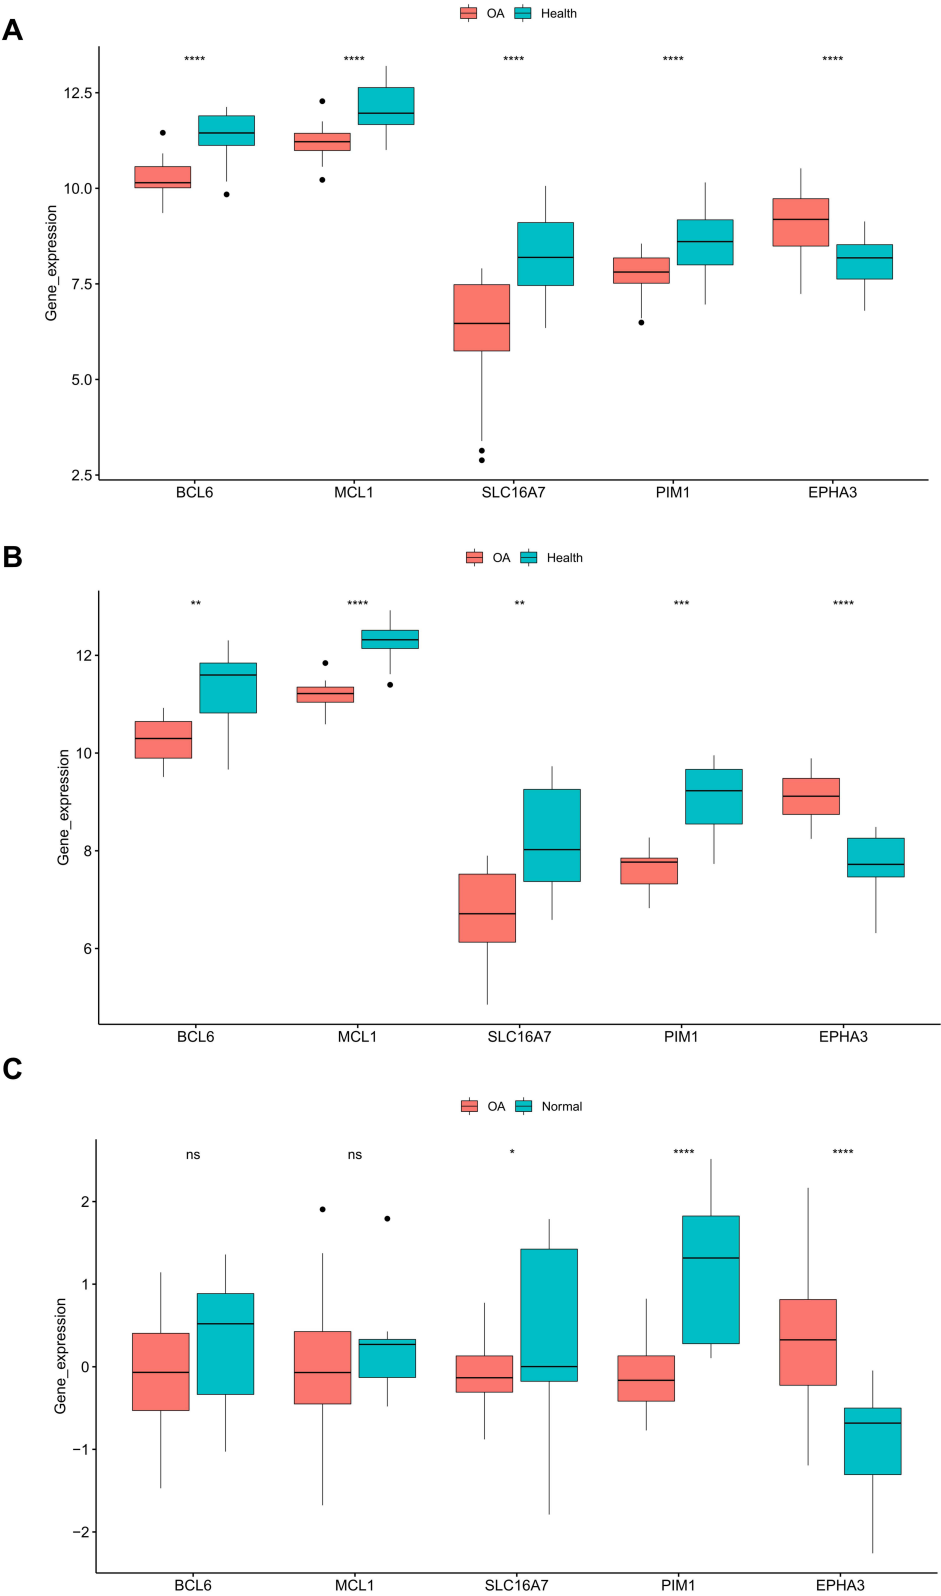 A
OA Health
**** **** **** **** ****
12.5
10.0
7.5
5.0
2.5
Gene_expression
BCL6 MCL1 SLC16A7 PIM1 EPHA3
B
OA Health
** **** ** *** ****
12
10
8
6
Gene_expression
BCL6 MCL1 SLC16A7 PIM1 EPHA3
C
OA Normal
ns ns * **** ****
2
1
0
−1
−2
Gene_expression
BCL6 MCL1 SLC16A7 PIM1 EPHA3